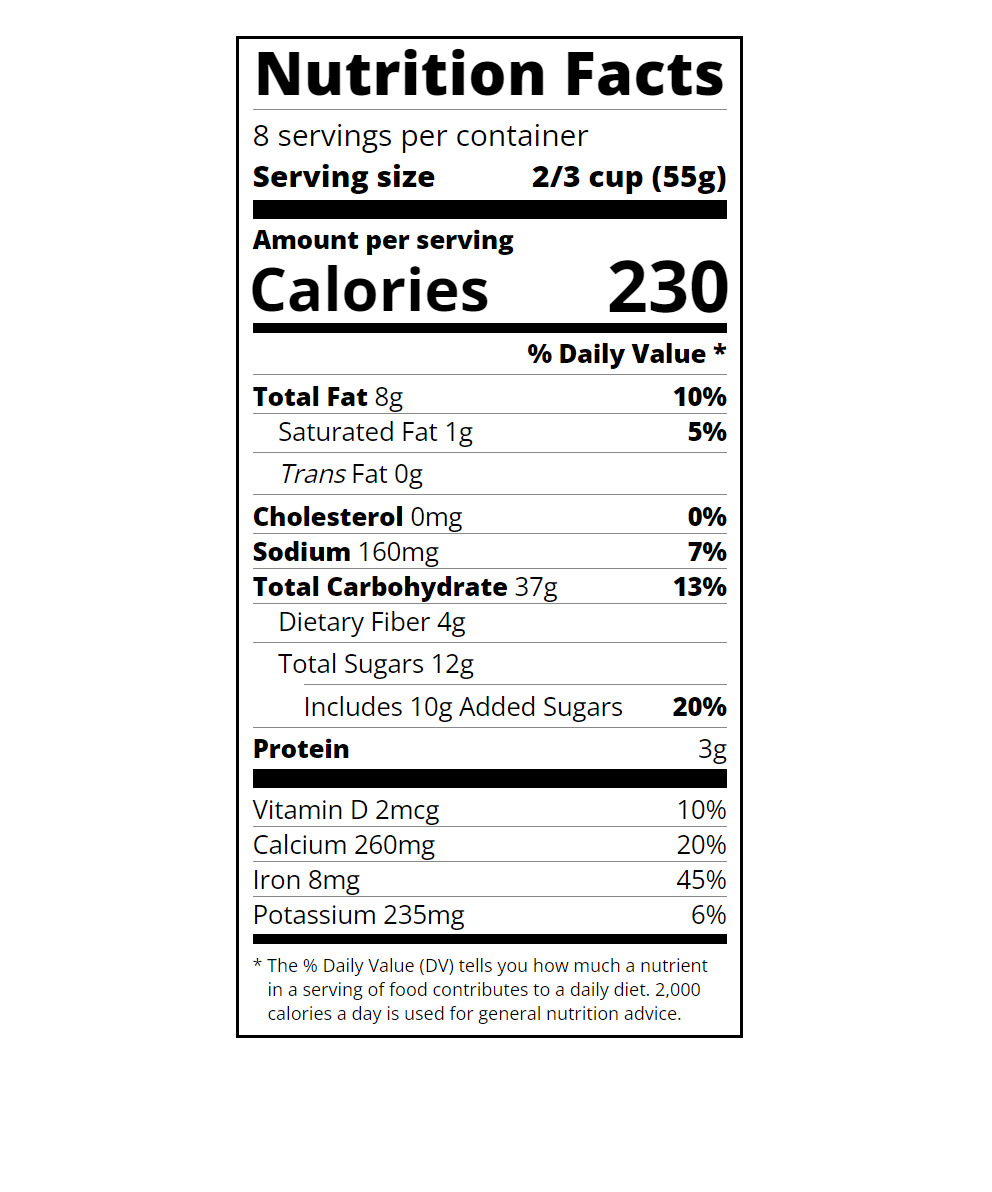 Nutrition Facts
8 servings per container
Serving size 2/3 cup (55g)
Amount per serving
Calories 230
% Daily Value *
Total Fat 8g 10%
Saturated Fat 1g 5%
Trans Fat 0g
Cholesterol 0mg 0%
Sodium 160mg 7%
Total Carbohydrate 37g 13%
Dietary Fiber 4g
Total Sugars 12g
Includes 10g Added Sugars 20%
Protein 3g
Vitamin D 2mcg 10%
Calcium 260mg 20%
Iron 8mg 45%
Potassium 235mg 6%
* The % Daily Value (DV) tells you how much a nutrient
in a serving of food contributes to a daily diet. 2,000
calories a day is used for general nutrition advice.